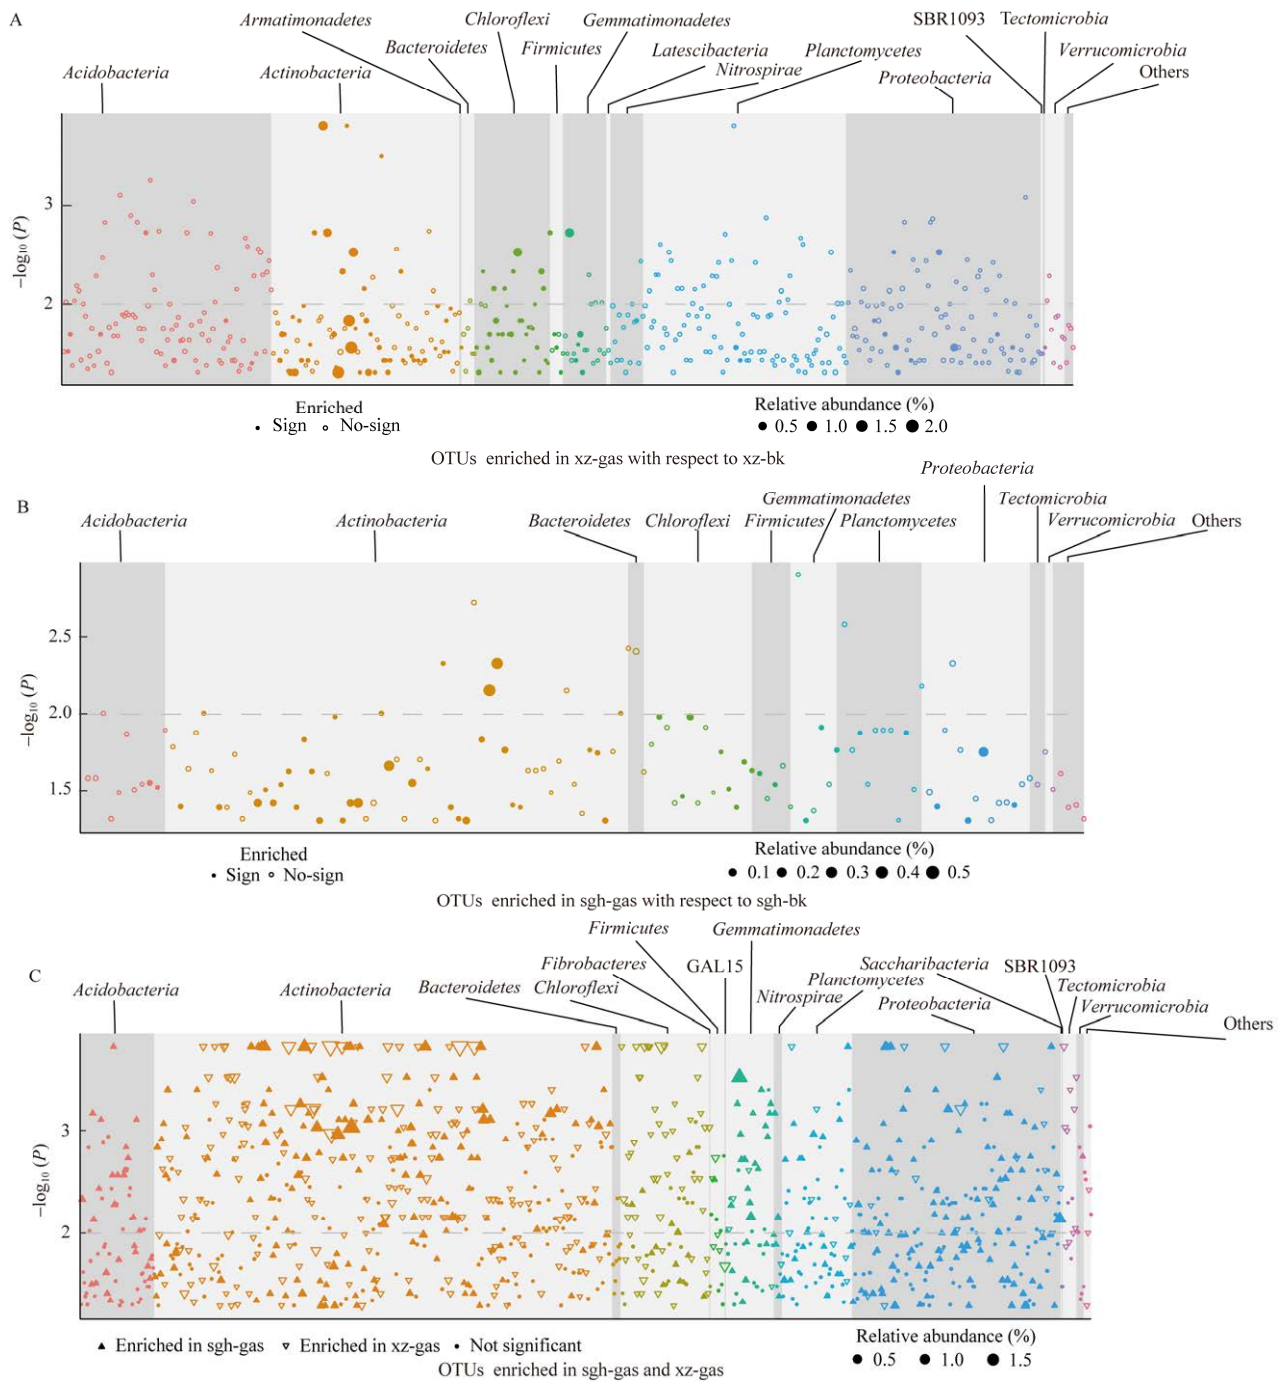 A
Armatimonadetes
Chloroflexi
Gemmatimonadetes
SBR1093
Tectomicrobia
Bacteroidetes
Firmicutes
Latescibacteria
Planctomycetes
Verrucomicrobia
Acidobacteria
Actinobacteria
Nitrospirae
Proteobacteria
Others
3
2
−log₁₀ (P)
Enriched
Sign No-sign
Relative abundance (%)
0.5 1.0 1.5 2.0
OTUs enriched in xz-gas with respect to xz-bk
B
Proteobacteria
Gemmatimonadetes
Tectomicrobia
Acidobacteria
Actinobacteria
Bacteroidetes
Chloroflexi
Firmicutes
Planctomycetes
Verrucomicrobia
Others
2.5
2.0
1.5
−log₁₀ (P)
Enriched
Sign No-sign
Relative abundance (%)
0.1 0.2 0.3 0.4 0.5
OTUs enriched in sgh-gas with respect to sgh-bk
C
Firmicutes
Gemmatimonadetes
Fibrobacteres
GAL15
Saccharibacteria
SBR1093
Acidobacteria
Actinobacteria
Bacteroidetes
Chloroflexi
Nitrospirae
Planctomycetes
Proteobacteria
Tectomicrobia
Verrucomicrobia
Others
3
2
−log₁₀ (P)
Enriched in sgh-gas Enriched in xz-gas Not significant
Relative abundance (%)
0.5 1.0 1.5
OTUs enriched in sgh-gas and xz-gas